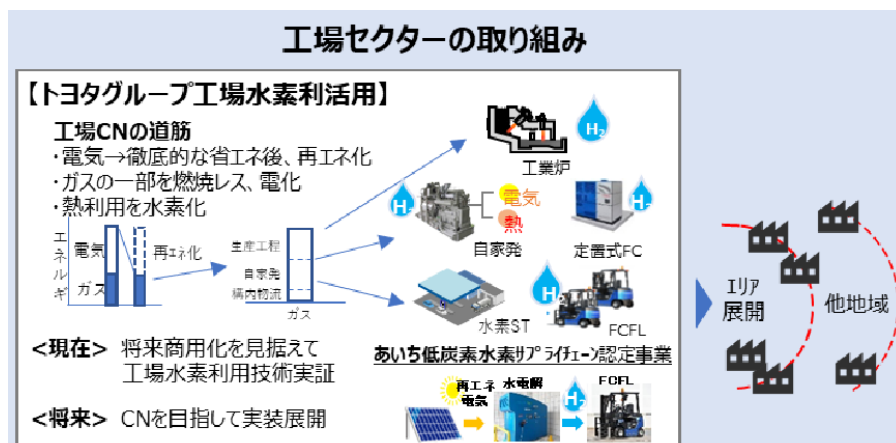 工場セクターの取り組み
【トヨタグループ工場水素利活用】
工場CNの道筋
・電気→徹底的な省エネ後、再エネ化
・ガスの一部を燃焼レス、電化
・熱利用を水素化
H₂
工業炉
エネルギ
電気
ガス
再エネ化
生産工程
自家発
構内物流
ガス
H₂
電気
熱
自家発
H₂
定置式FC
水素ST
H₂
FCFL
<現在> 将来商用化を見据えて
工場水素利用技術実証
<将来> CNを目指して実装展開
あいち低炭素水素サプライチェーン認定事業
再エネ
電気
水電解
H₂
FCFL
エリア
展開
他地域